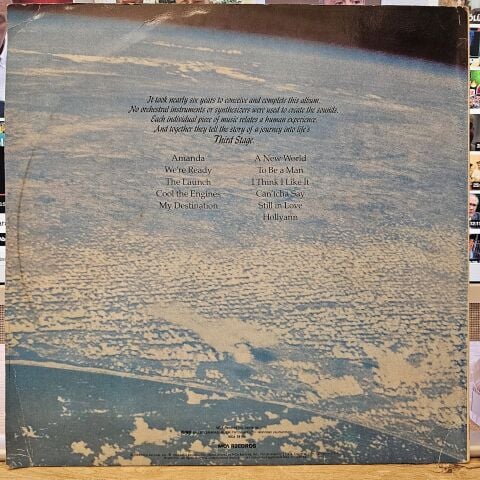 It took nearly six years to conceive and complete this album.
No orchestral instruments or synthesizers were used to create the sounds.
Each individual piece of music relates a human experience.
And together they tell the story of a journey into life's
Third Stage.
Amanda
We're Ready
The Launch
Cool the Engines
My Destination
A New World
To Be a Man
I Think I Like It
Can'tcha Say
Still in Love
Hollyann
MCA RECORDS